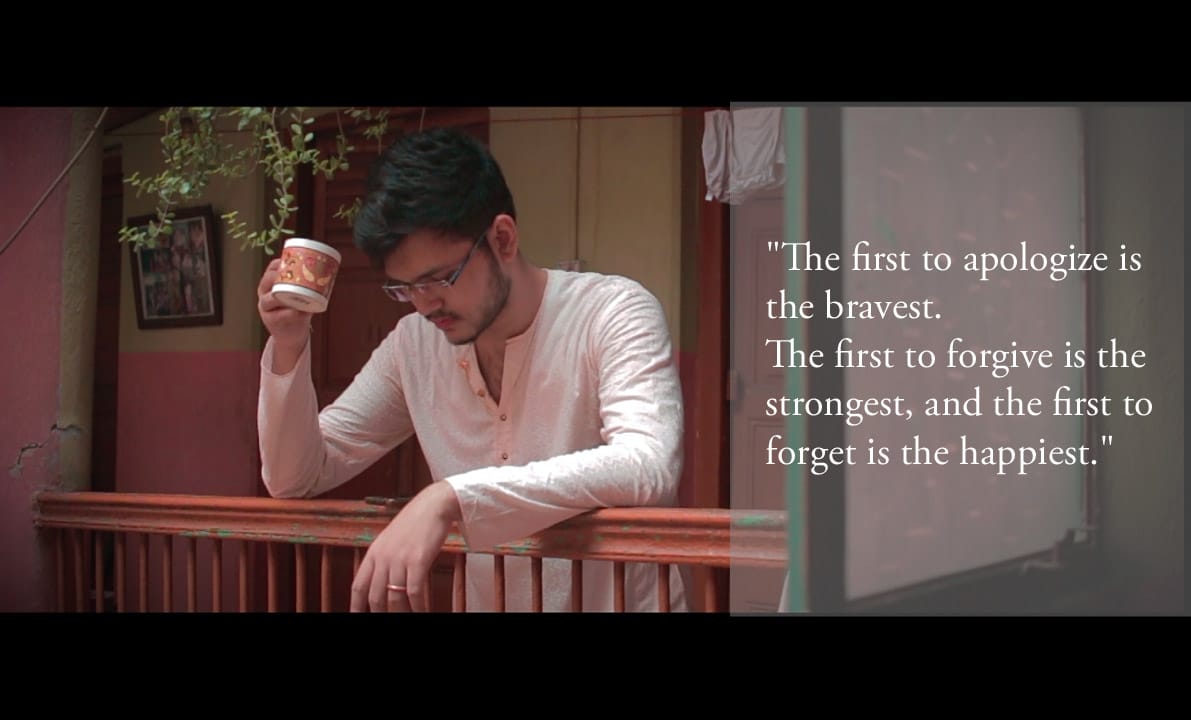 "The first to apologize is
the bravest.
The first to forgive is the
strongest, and the first to
forget is the happiest."